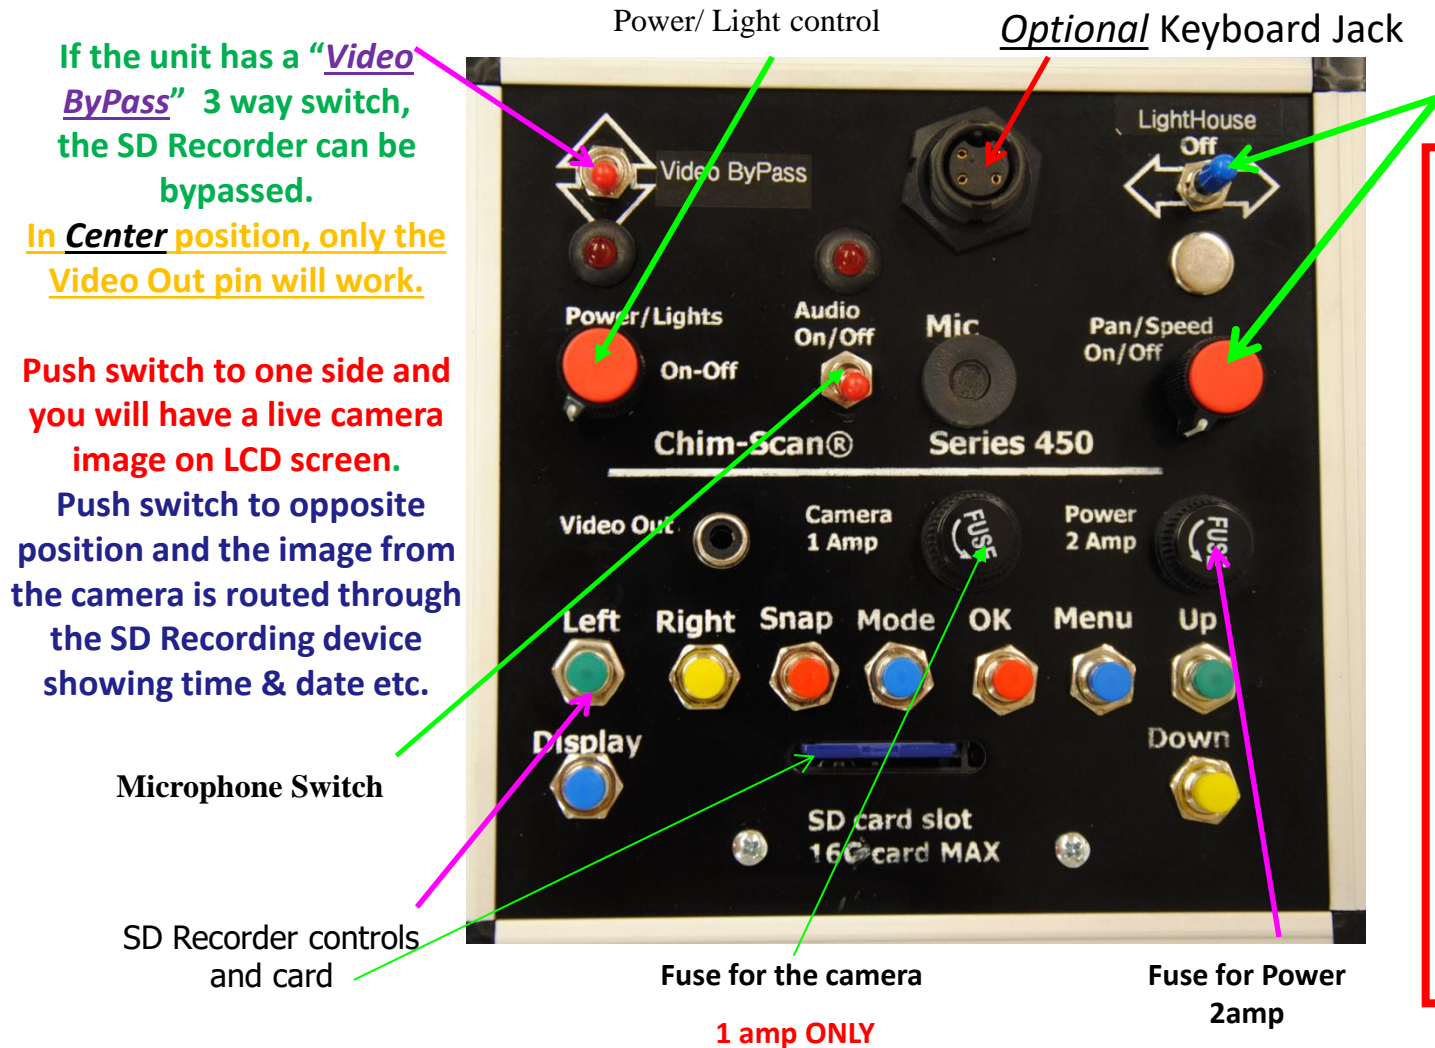 Power/ Light control
Optional Keyboard Jack
If the unit has a “Video
ByPass” 3 way switch,
the SD Recorder can be
bypassed.
In Center position, only the
Video Out pin will work.
Push switch to one side and
you will have a live camera
image on LCD screen.
Push switch to opposite
position and the image from
the camera is routed through
the SD Recording device
showing time & date etc.
Microphone Switch
SD Recorder controls
and card
LightHouse
Off
Video ByPass
Power/Lights
On-Off
Audio
On/Off
Mic
Pan/Speed
On/Off
Chim-Scan® Series 450
Video Out
Camera
1 Amp
FUSE
Power
2 Amp
FUSE
Left Right Snap Mode OK Menu Up
Display
Down
SD card slot
16G card MAX
Fuse for the camera
1 amp ONLY
Fuse for Power
2amp